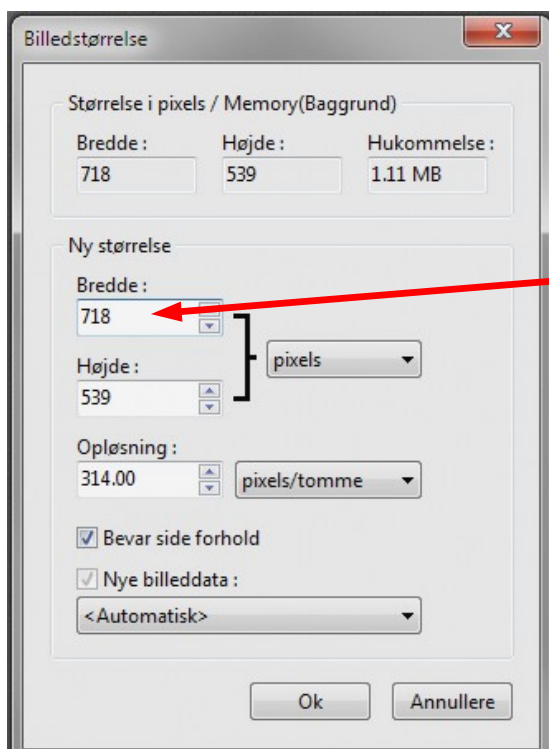 Billedstørrelse
Størrelse i pixels / Memory(Baggrund)
Bredde : Højde : Hukommelse :
718 539 1.11 MB
Ny størrelse
Bredde :
718
pixels
Højde :
539
Opløsning :
314.00 pixels/tomme
Bevar side forhold
Nye billeddata :
<Automatisk>
Ok Annullere